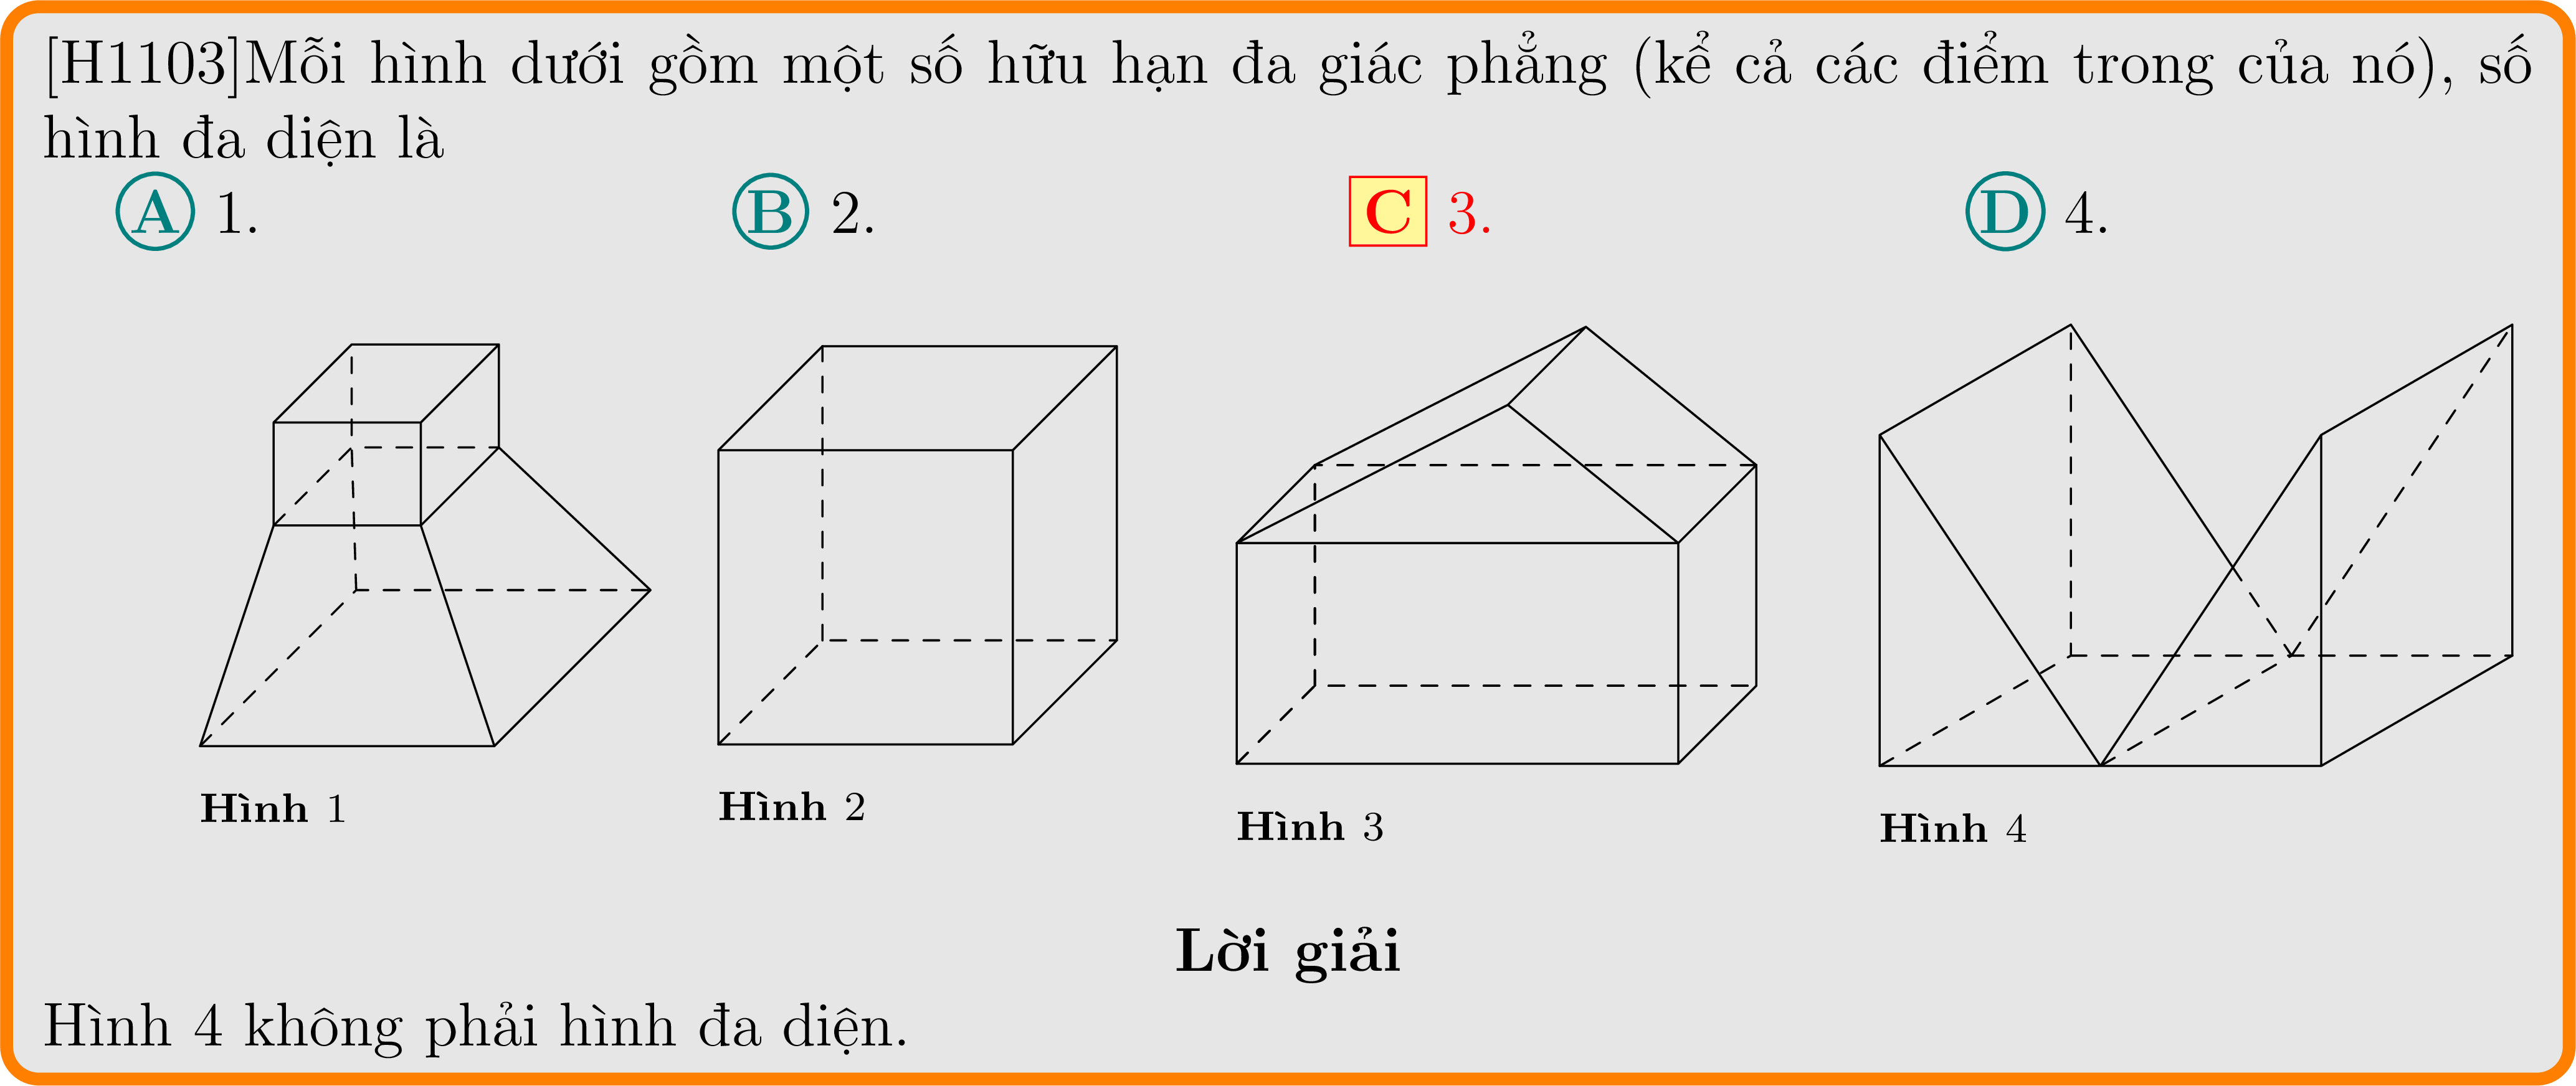 [H1103]Mỗi hình dưới gồm một số hữu hạn đa giác phẳng (kể cả các điểm trong của nó), số
hình đa diện là
A 1. B 2. C 3. D 4.
Hình 1 Hình 2 Hình 3 Hình 4
Lời giải
Hình 4 không phải hình đa diện.